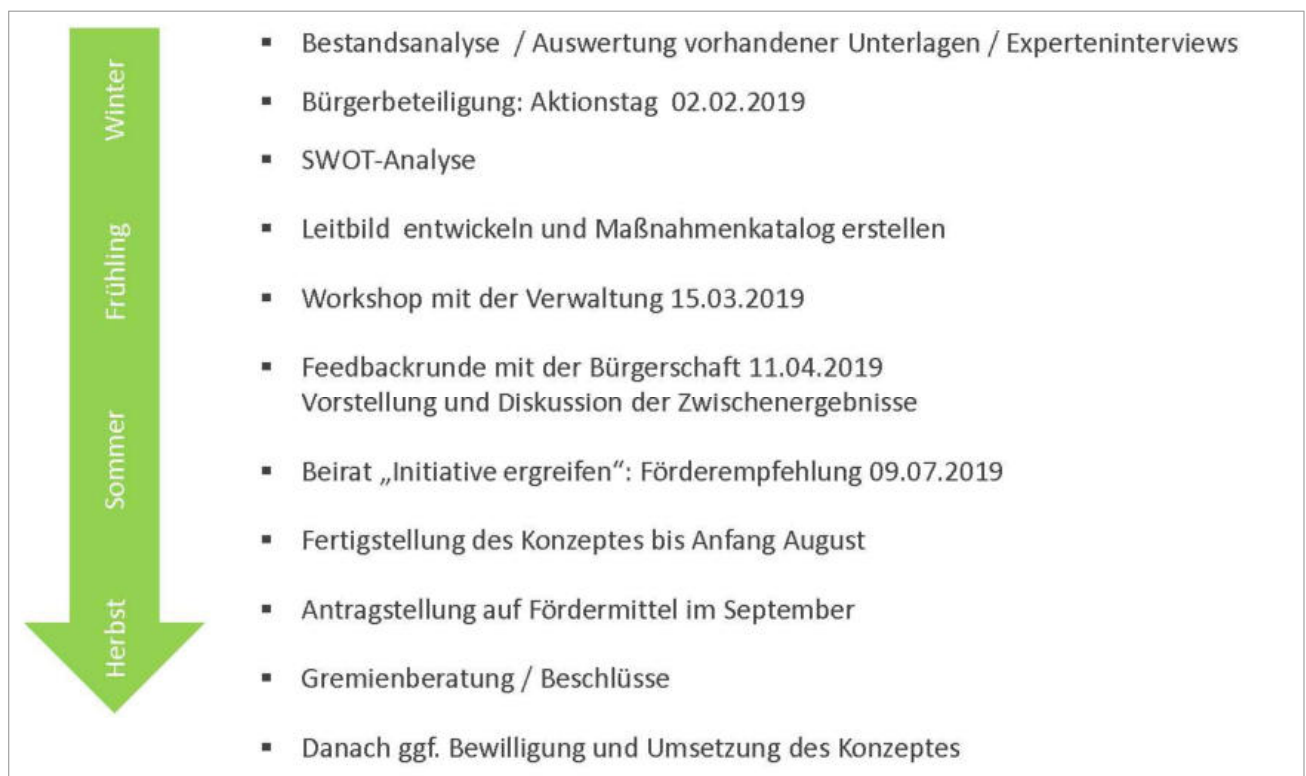 Winter
Frühling
Sommer
Herbst
▪ Bestandsanalyse / Auswertung vorhandener Unterlagen / Experteninterviews
▪ Bürgerbeteiligung: Aktionstag 02.02.2019
▪ SWOT-Analyse
▪ Leitbild entwickeln und Maßnahmenkatalog erstellen
▪ Workshop mit der Verwaltung 15.03.2019
▪ Feedbackrunde mit der Bürgerschaft 11.04.2019
Vorstellung und Diskussion der Zwischenergebnisse
▪ Beirat „Initiative ergreifen“: Förderempfehlung 09.07.2019
▪ Fertigstellung des Konzeptes bis Anfang August
▪ Antragstellung auf Fördermittel im September
▪ Gremienberatung / Beschlüsse
▪ Danach ggf. Bewilligung und Umsetzung des Konzeptes